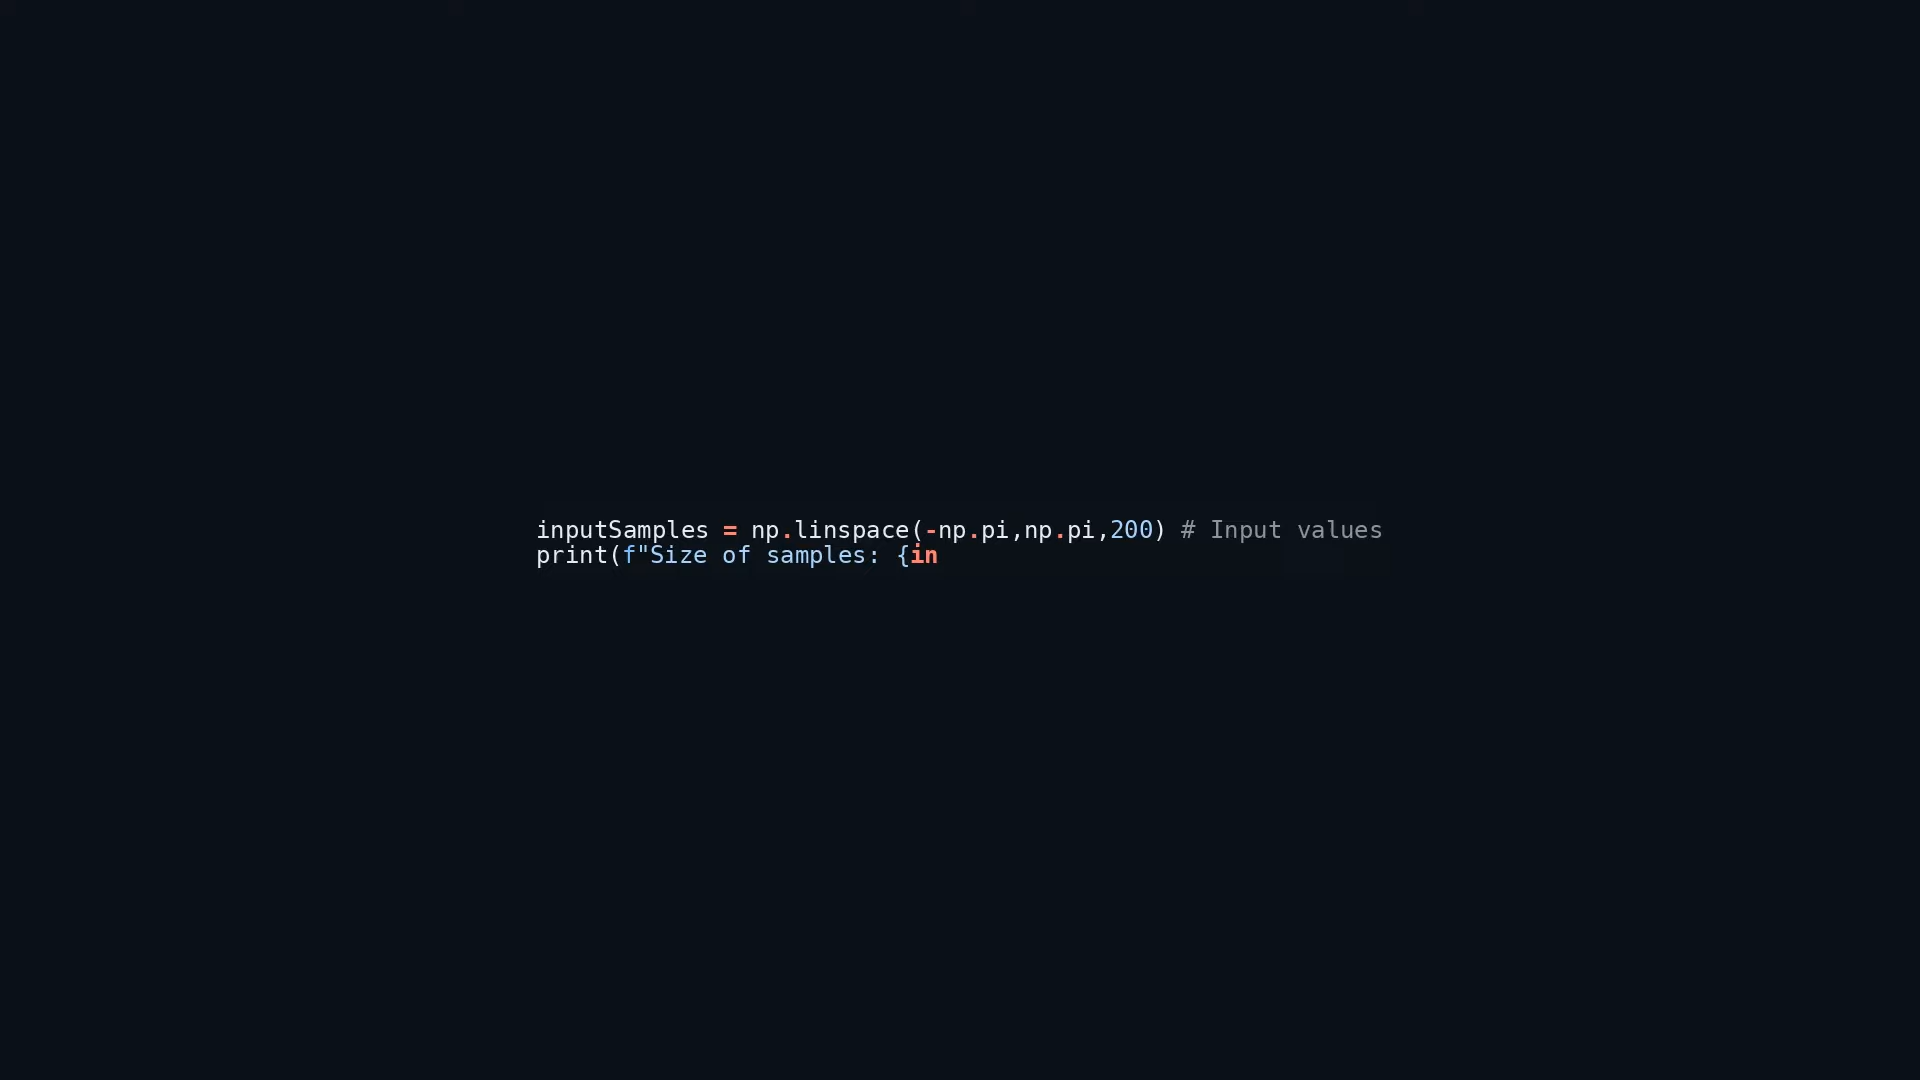 inputSamples = np.linspace(-np.pi,np.pi,200) # Input values
print(f"Size of samples: {in